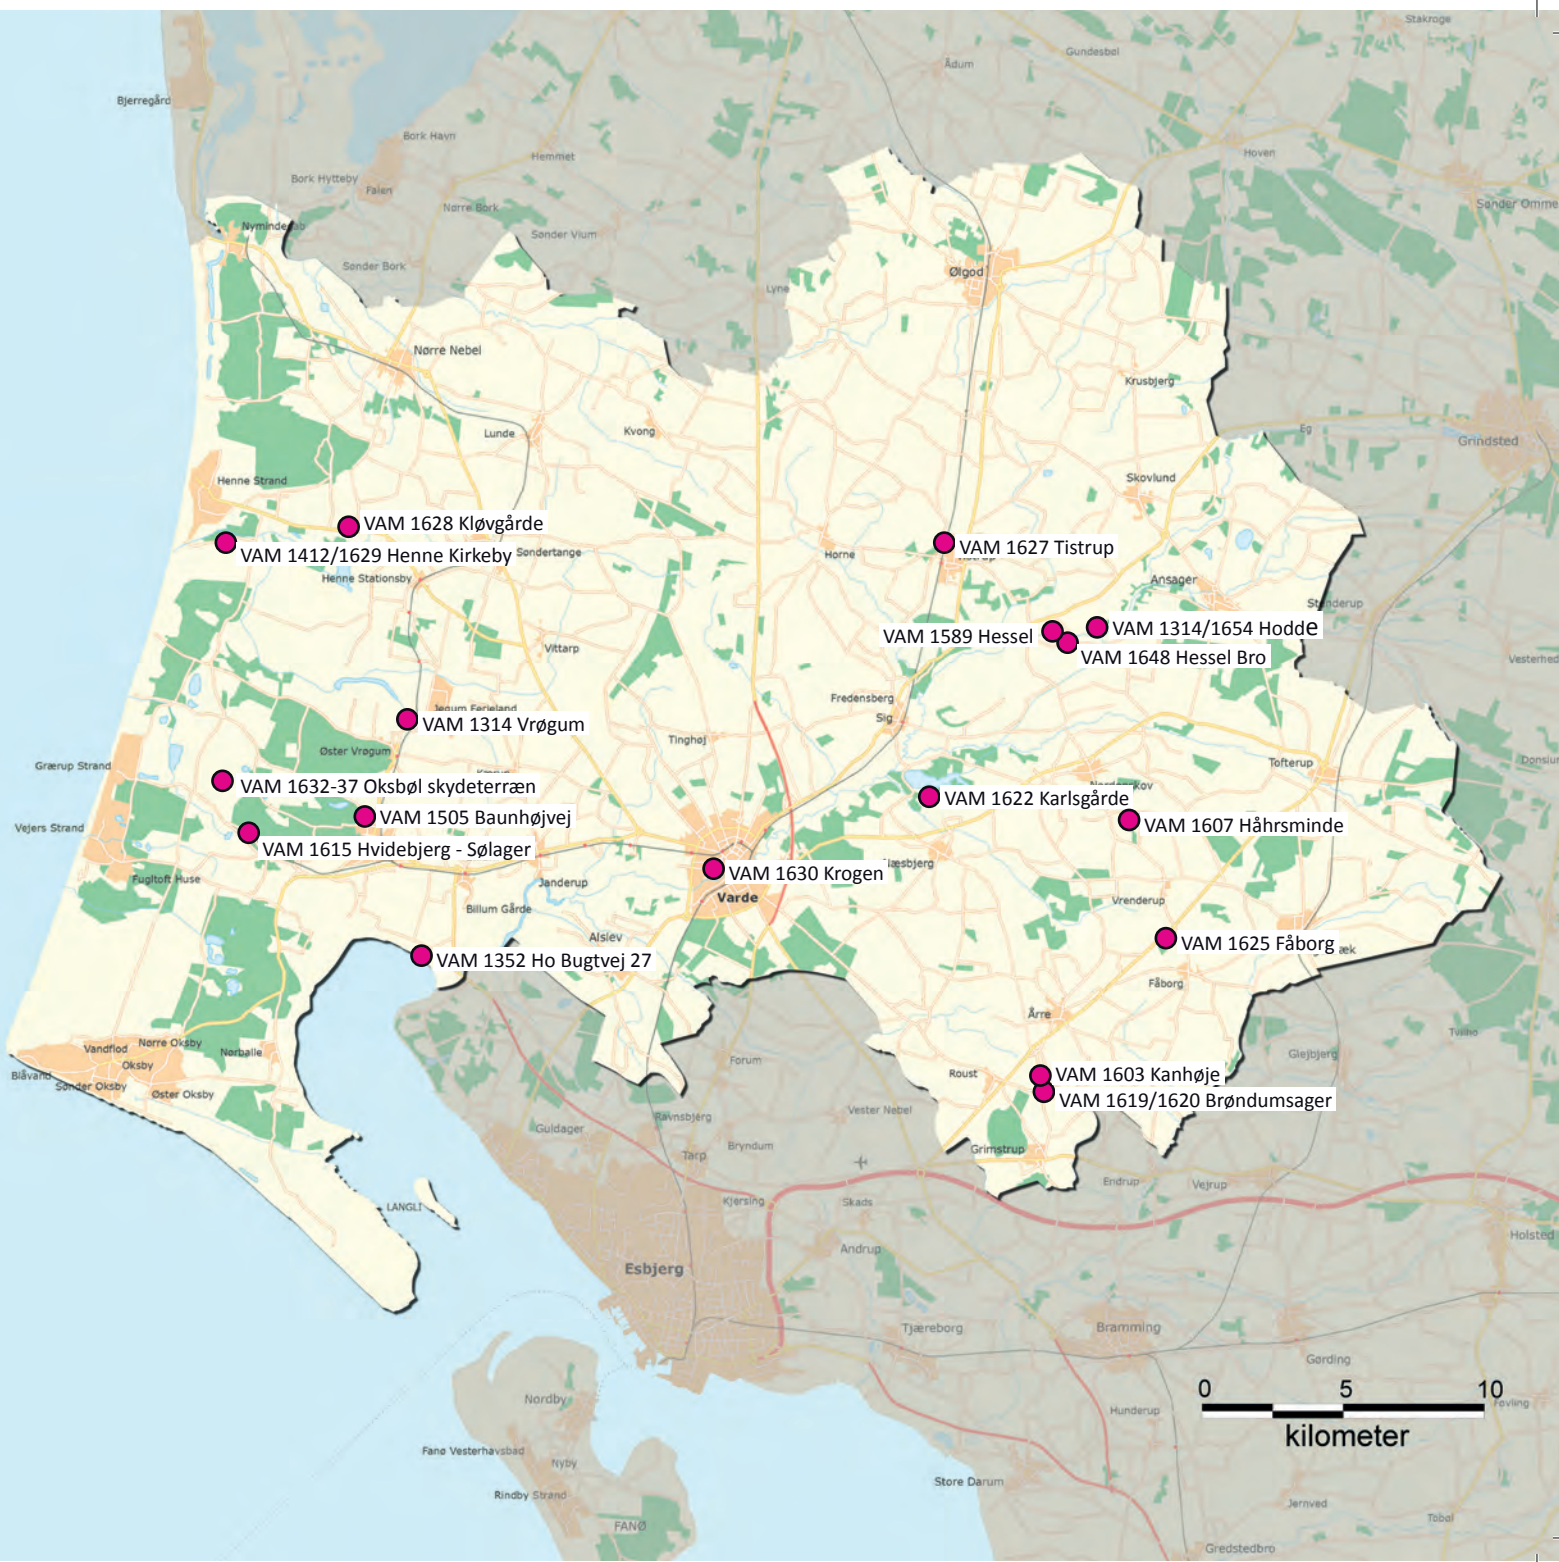 Stakroge
Gundesbøl
Ådum
Bjerregård
Bork Havn
Hemmet
Hoven
Bork Hytteby
Falen
Nørre Bork
Sønder Omme
Sønder Vium
Sønder Bork
Ølgod
Lyne
Nørre Nebel
Krusbjerg
Lunde
Kvong
Eg
Grindsted
Henne Strand
Skovlund
VAM 1628 Kløvgårde
VAM 1412/1629 Henne Kirkeby
Søndertange
Horne
VAM 1627 Tistrup
Henne Stationsby
Ansager
Stenderup
VAM 1589 Hessel
VAM 1314/1654 Hodde
VAM 1648 Hessel Bro
Vittarp
Vesterhed
Fredensberg
Sig
Jegum Ferieland
VAM 1314 Vrøgum
Tinghøj
Øster Vrøgum
Grærup Strand
Tofterup
VAM 1632-37 Oksbøl skydeterræn
VAM 1622 Karlsgårde
VAM 1505 Baunhøjvej
VAM 1607 Håhrsminde
Vejers Strand
VAM 1615 Hvidebjerg - Sølager
VAM 1630 Krogen
Fugltoft Huse
Janderup
Varde
Vrenderup
Billum Gårde
Alslev
VAM 1625 Fåborg
æk
VAM 1352 Ho Bugtvej 27
Fåborg
Årre
Vandflod
Nørre Oksby
Nørballe
Oksby
Blåvand
Sønder Oksby
Øster Oksby
Forum
Glejbjerg
Roust
VAM 1603 Kanhøje
VAM 1619/1620 Brøndumsager
Vester Nebel
Ravnsbjerg
Guldager
Bryndum
Tarp
Grimstrup
Endrup
Vejrup
Kjersing
Skads
LANGLI
Holsted
Andrup
Esbjerg
Tjæreborg
Bramming
Gørding
0 5 10
kilometer
Nordby
Føvling
Hunderup
Fanø Vesterhavsbad
Nyby
Rindby Strand
Store Darum
Jernved
FANØ
Tobøl
Gredstedbro